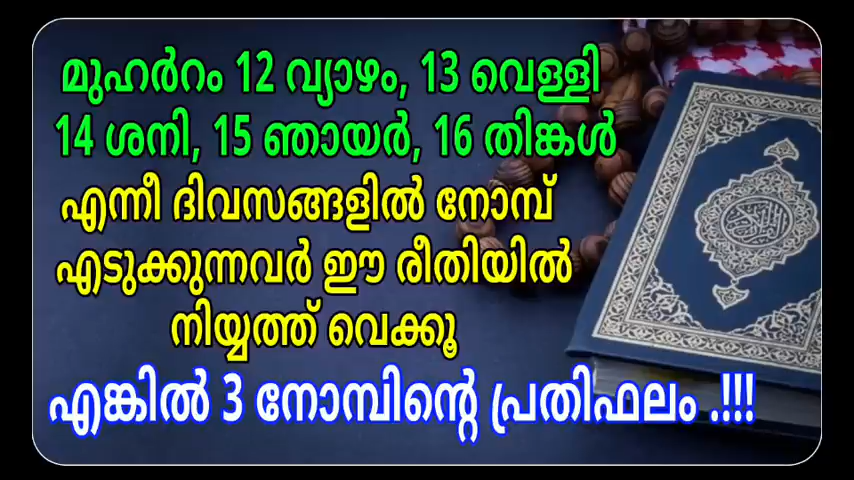 മുഹർറം 12 വ്യാഴം, 13 വെള്ളി
14 ശനി, 15 ഞായർ, 16 തിങ്കൾ
എന്നീ ദിവസങ്ങളിൽ നോമ്പ്
എടുക്കുന്നവർ ഈ രീതിയിൽ
നിയ്യത്ത് വെക്കൂ
എങ്കിൽ 3 നോമ്പിന്റെ പ്രതിഫലം .!!!